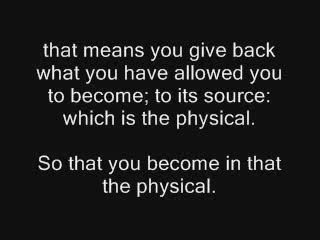 that means you give back
what you have allowed you
to become; to its source:
which is the physical.
So that you become in that
the physical.